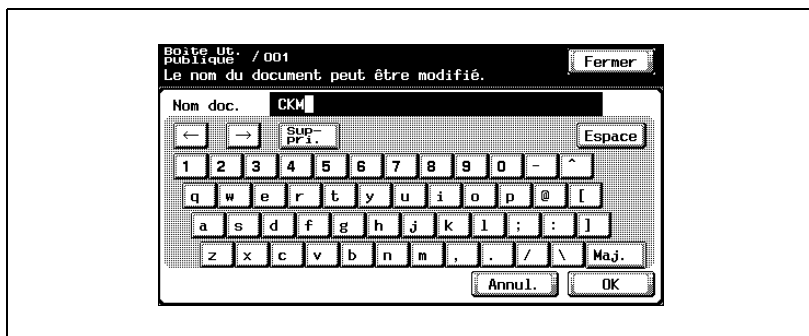 Boîte Ut.
publique / 001
Fermer
Le nom du document peut être modifié.
Nom doc. CKM
← → Sup-
pri.
Espace
1 2 3 4 5 6 7 8 9 0 - ^
q w e r t y u i o p @ [
a s d f g h j k l ; : ]
z x c v b n m , . / \ Maj.
Annul. OK